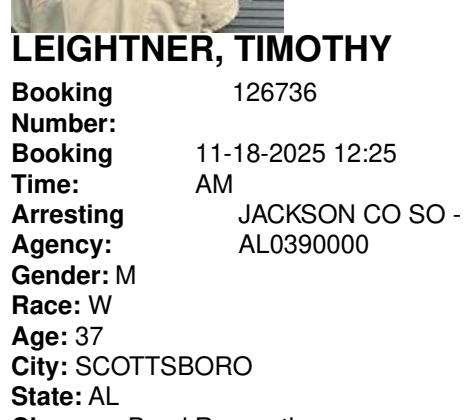 LEIGHTNER, TIMOTHY
Booking Number: 126736
Booking Time: 11-18-2025 12:25 AM
Arresting Agency: JACKSON CO SO - AL0390000
Gender: M
Race: W
Age: 37
City: SCOTTSBORO
State: AL